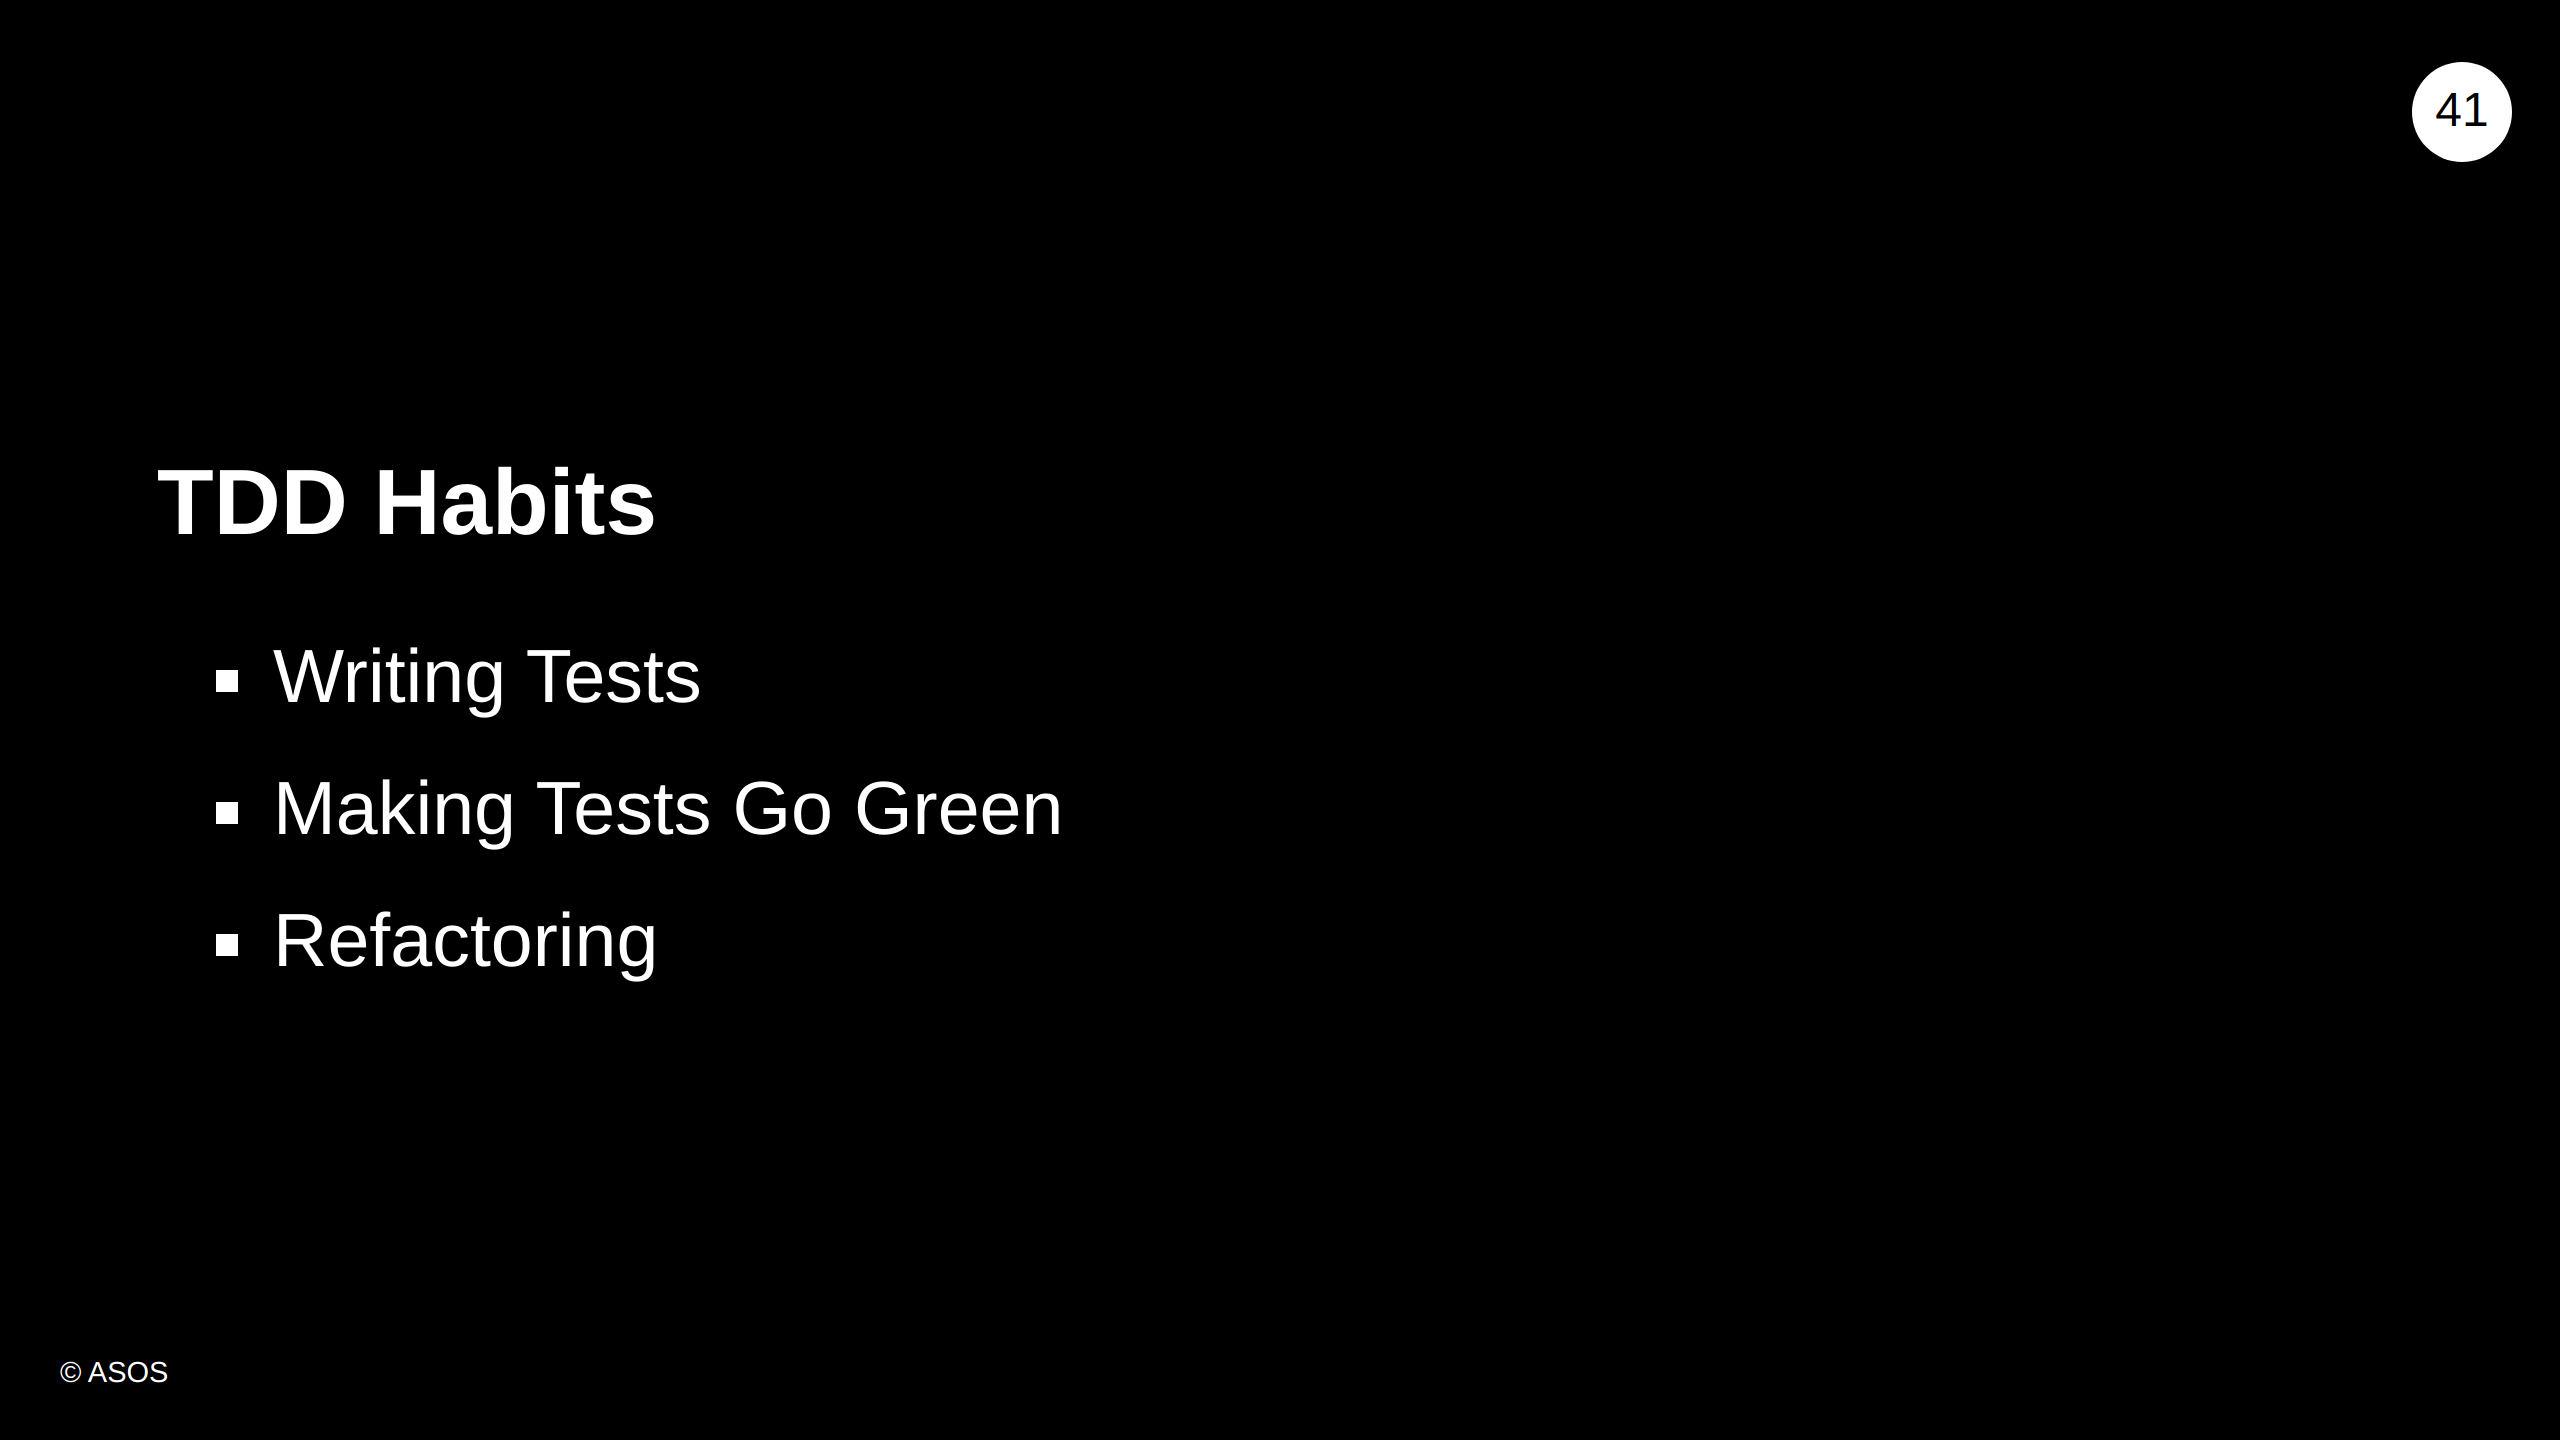 41
TDD Habits
▪ Writing Tests
▪ Making Tests Go Green
▪ Refactoring
© ASOS